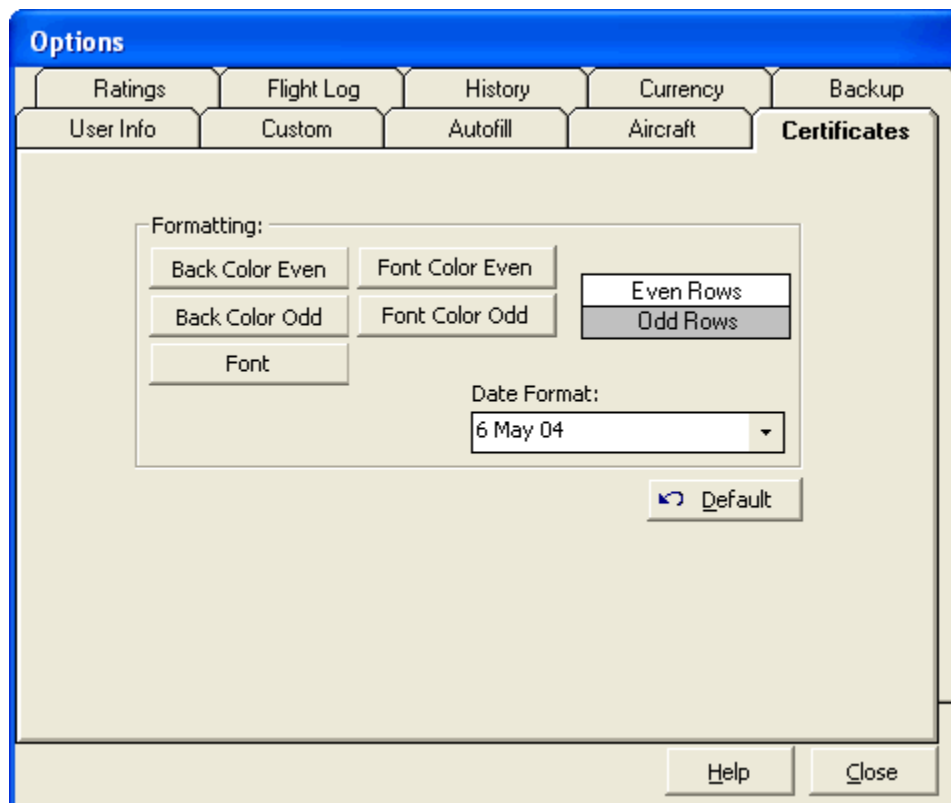 Options
Ratings Flight Log History Currency Backup
User Info Custom Autofill Aircraft Certificates
Formatting:
Back Color Even Font Color Even
Even Rows
Back Color Odd Font Color Odd
Odd Rows
Font
Date Format:
6 May 04
Default
Help Close